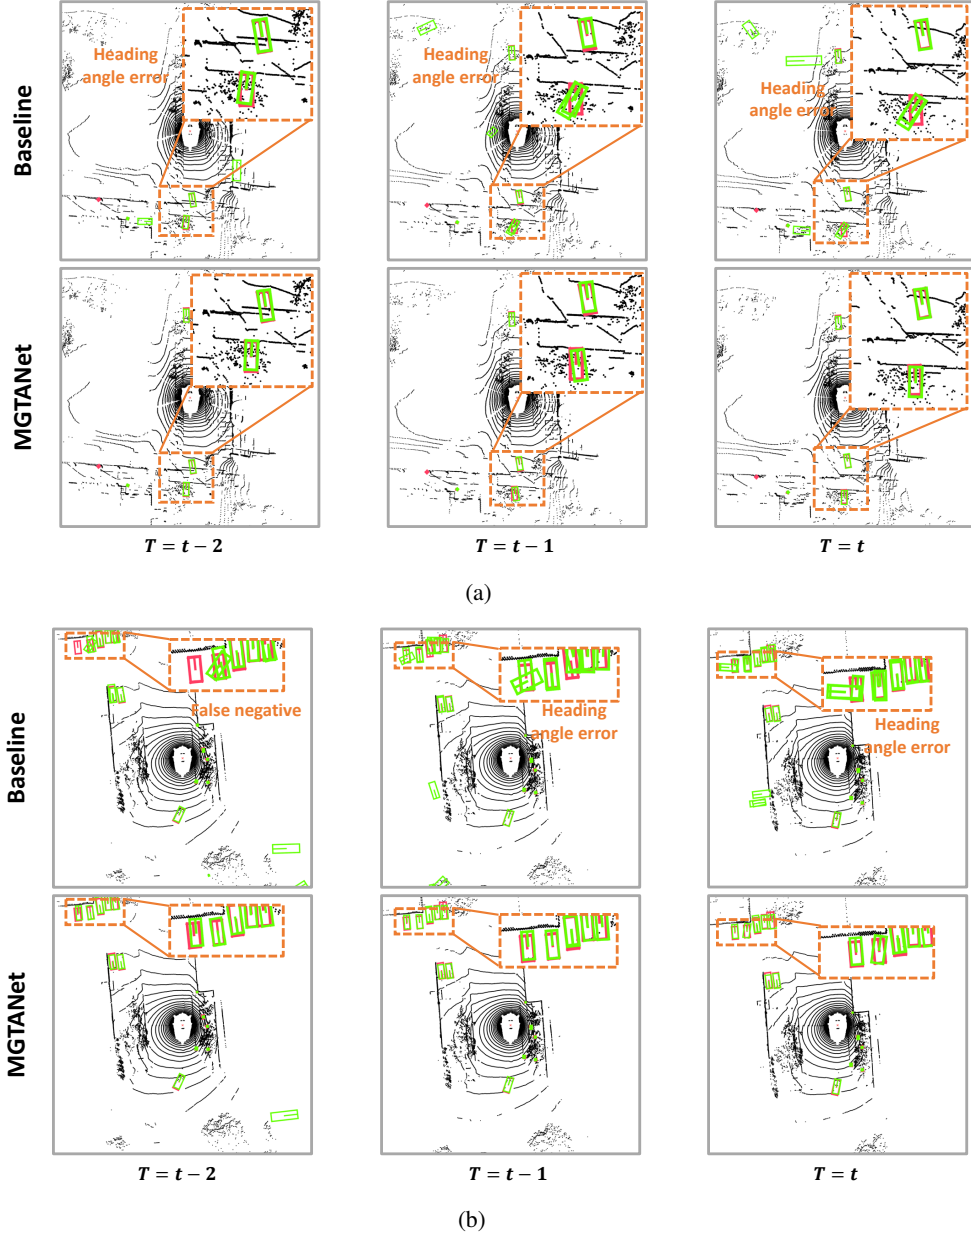 Baseline
Heading
angle error
Heading
angle error
Heading
angle error
MGTANet
T = t − 2
T = t − 1
T = t
(a)
Baseline
False negative
Heading
angle error
Heading
angle error
MGTANet
T = t − 2
T = t − 1
T = t
(b)